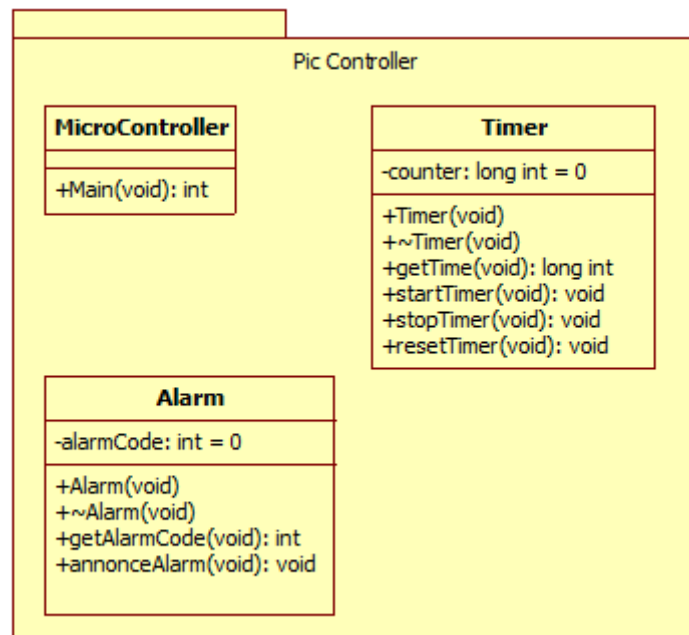 Pic Controller
MicroController
+Main(void): int
Timer
-counter: long int = 0
+Timer(void)
+~Timer(void)
+getTime(void): long int
+startTimer(void): void
+stopTimer(void): void
+resetTimer(void): void
Alarm
-alarmCode: int = 0
+Alarm(void)
+~Alarm(void)
+getAlarmCode(void): int
+annonceAlarm(void): void